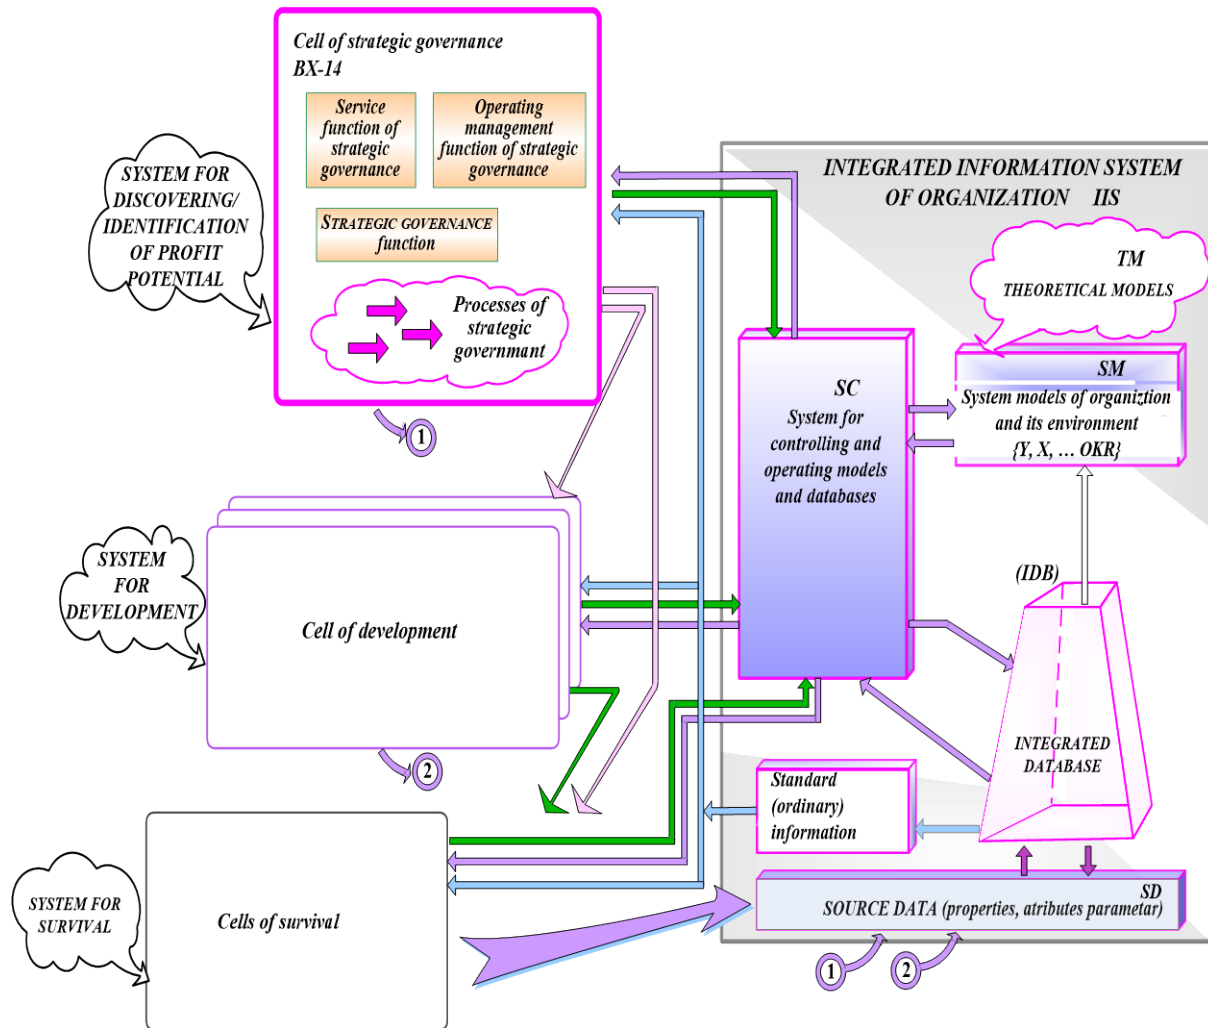 Cell of strategic governance
BX-14
Service
function of
strategic
governance
Operating
management
function of strategic
governance
STRATEGIC GOVERNANCE
function
Processes of
strategic
governmant
SYSTEM FOR
DISCOVERING/
IDENTIFICATION
OF PROFIT
POTENTIAL
1
INTEGRATED INFORMATION SYSTEM
OF ORGANIZATION IIS
TM
THEORETICAL MODELS
SM
System models of organiztion
and its environment
{Y, X, … OKR}
SC
System for
controlling and
operating models
and databases
SYSTEM
FOR
DEVELOPMENT
Cell of development
2
(IDB)
INTEGRATED
DATABASE
Standard
(ordinary)
information
SYSTEM FOR
SURVIVAL
Cells of survival
SD
SOURCE DATA (properties, atributes parametar)
1
2